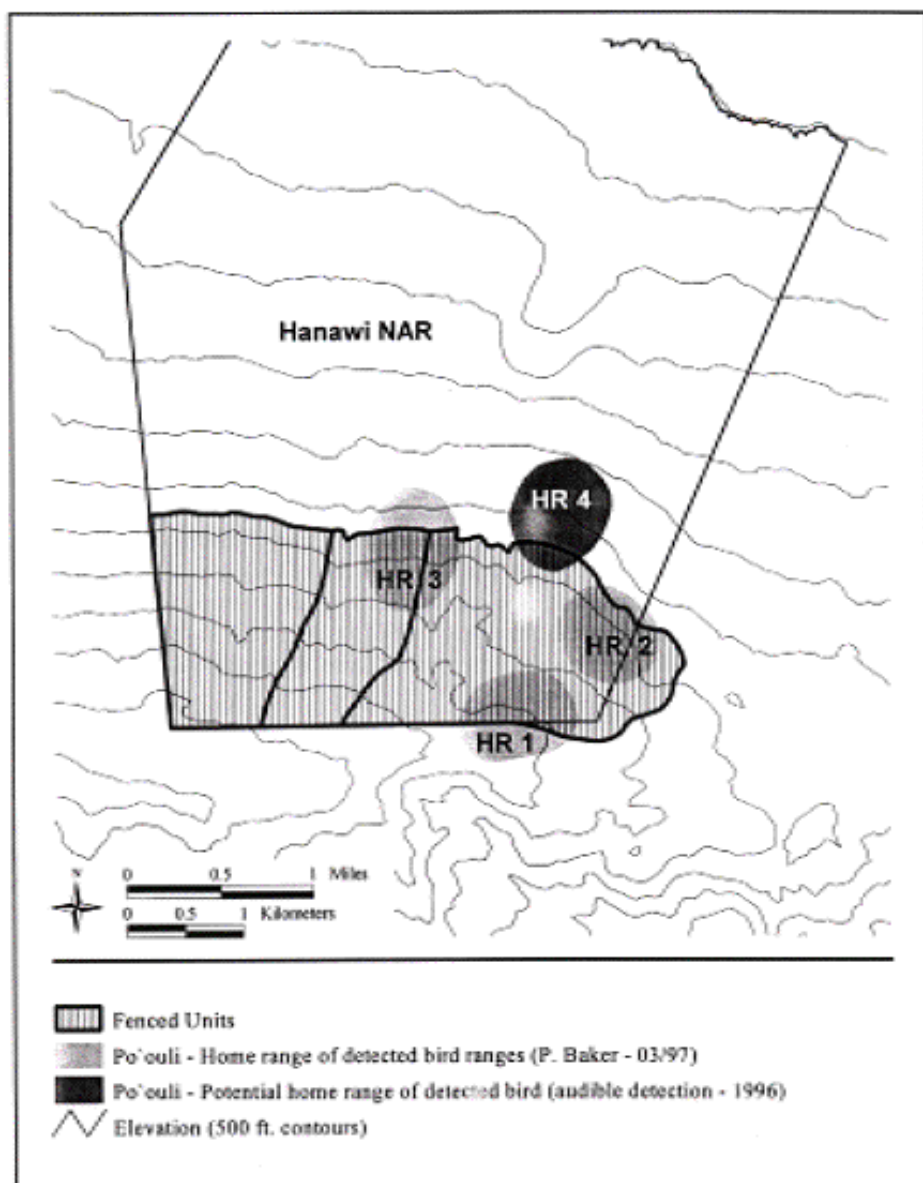 Hanawi NAR
HR 4
HR 3
HR 2
HR 1
N
0 0.5 1 Miles
0 0.5 1 Kilometers
Fenced Units
Po`ouli - Home range of detected bird ranges (P. Baker - 03/97)
Po`ouli - Potential home range of detected bird (audible detection - 1996)
Elevation (500 ft. contours)